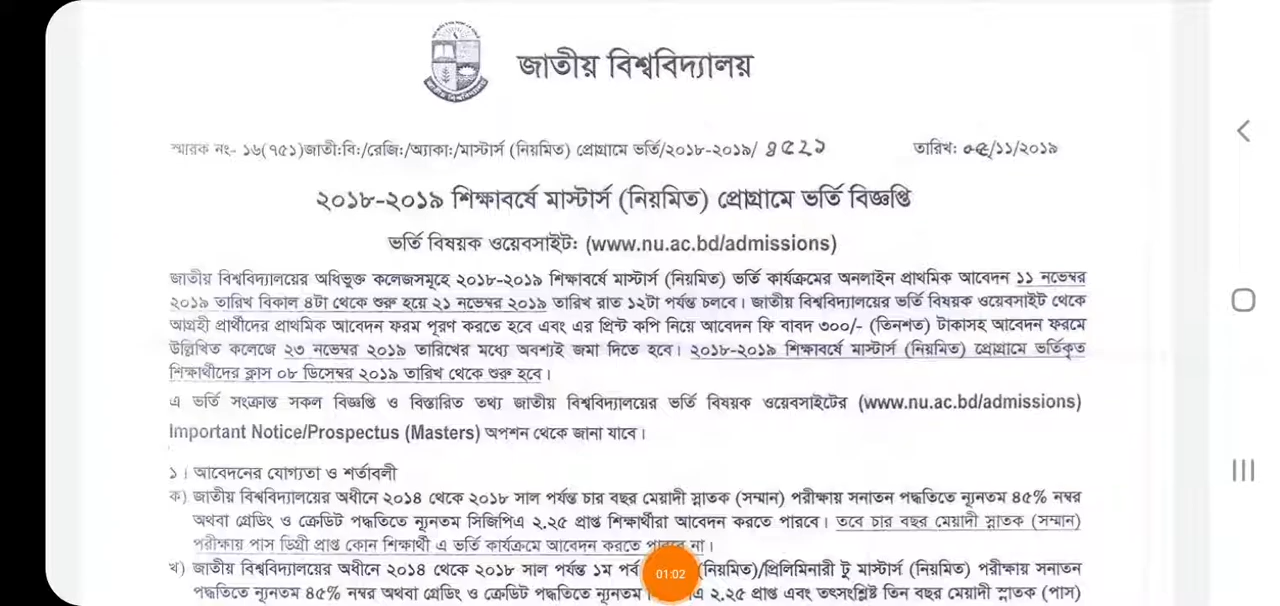 জাতীয় বিশ্ববিদ্যালয়
স্মারক নং- ১৬(৭৫১)জাতী:বি:/রেজি:/অ্যাকা:/মাস্টার্স (নিয়মিত) প্রোগ্রামে ভর্তি/২০১৮-২০১৯/ ৪৫২১ তারিখ: ০৫/১১/২০১৯
২০১৮-২০১৯ শিক্ষাবর্ষে মাস্টার্স (নিয়মিত) প্রোগ্রামে ভর্তি বিজ্ঞপ্তি
ভর্তি বিষয়ক ওয়েবসাইট: (www.nu.ac.bd/admissions)
জাতীয় বিশ্ববিদ্যালয়ের অধিভুক্ত কলেজসমূহে ২০১৮-২০১৯ শিক্ষাবর্ষে মাস্টার্স (নিয়মিত) ভর্তি কার্যক্রমের অনলাইন প্রাথমিক আবেদন ১১ নভেম্বর
২০১৯ তারিখ বিকাল ৪টা থেকে শুরু হয়ে ২১ নভেম্বর ২০১৯ তারিখ রাত ১২টা পর্যন্ত চলবে। জাতীয় বিশ্ববিদ্যালয়ের ভর্তি বিষয়ক ওয়েবসাইট থেকে
আগ্রহী প্রার্থীদের প্রাথমিক আবেদন ফরম পূরণ করতে হবে এবং এর প্রিন্ট কপি নিয়ে আবেদন ফি বাবদ ৩০০/- (তিনশত) টাকাসহ আবেদন ফরমে
উল্লিখিত কলেজে ২৩ নভেম্বর ২০১৯ তারিখের মধ্যে অবশ্যই জমা দিতে হবে। ২০১৮-২০১৯ শিক্ষাবর্ষে মাস্টার্স (নিয়মিত) প্রোগ্রামে ভর্তিকৃত
শিক্ষার্থীদের ক্লাস ০৮ ডিসেম্বর ২০১৯ তারিখ থেকে শুরু হবে।
এ ভর্তি সংক্রান্ত সকল বিজ্ঞপ্তি ও বিস্তারিত তথ্য জাতীয় বিশ্ববিদ্যালয়ের ভর্তি বিষয়ক ওয়েবসাইটের (www.nu.ac.bd/admissions)
Important Notice/Prospectus (Masters) অপশন থেকে জানা যাবে।
১। আবেদনের যোগ্যতা ও শর্তাবলী
ক) জাতীয় বিশ্ববিদ্যালয়ের অধীনে ২০১৪ থেকে ২০১৮ সাল পর্যন্ত চার বছর মেয়াদী স্নাতক (সম্মান) পরীক্ষায় সনাতন পদ্ধতিতে ন্যূনতম ৪৫% নম্বর
অথবা গ্রেডিং ও ক্রেডিট পদ্ধতিতে ন্যূনতম সিজিপিএ ২.২৫ প্রাপ্ত শিক্ষার্থীরা আবেদন করতে পারবে। তবে চার বছর মেয়াদী স্নাতক (সম্মান)
পরীক্ষায় পাস ডিগ্রী প্রাপ্ত কোন শিক্ষার্থী এ ভর্তি কার্যক্রমে আবেদন করতে পারবে না।
খ) জাতীয় বিশ্ববিদ্যালয়ের অধীনে ২০১৪ থেকে ২০১৮ সাল পর্যন্ত ১ম পর্ব (নিয়মিত)/প্রিলিমিনারী টু মাস্টার্স (নিয়মিত) পরীক্ষায় সনাতন
পদ্ধতিতে ন্যূনতম ৪৫% নম্বর অথবা গ্রেডিং ও ক্রেডিট পদ্ধতিতে ন্যূনতম ২.২৫ প্রাপ্ত এবং তৎসংশ্লিষ্ট তিন বছর মেয়াদী স্নাতক (পাস)
01:02